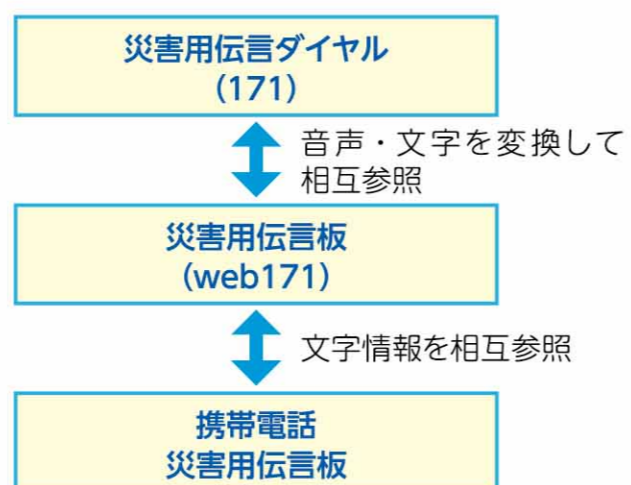 災害用伝言ダイヤル
(171)
音声・文字を変換して
相互参照
災害用伝言板
(web171)
文字情報を相互参照
携帯電話
災害用伝言板